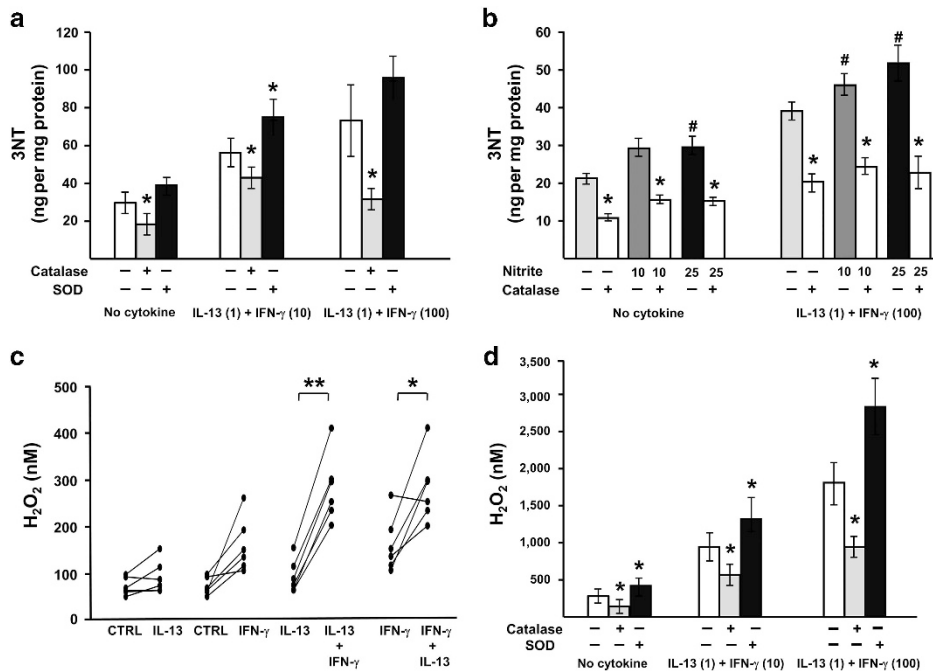 a
3NT
(ng per mg protein)
120
100
80
60
40
20
*
*
*
*
Catalase – + – – + – – + –
SOD – – + – – + – – +
No cytokine IL-13 (1) + IFN-γ (10) IL-13 (1) + IFN-γ (100)
b
3NT
(ng per mg protein)
60
50
40
30
20
10
*
*
#
*
#
*
#
*
*
Nitrite – – 10 10 25 25 – – 10 10 25 25
Catalase – + – + – + – + – + – +
No cytokine IL-13 (1) + IFN-γ (100)
c
H2O2 (nM)
500
400
300
200
100
0
**
*
CTRL IL-13 CTRL IFN-γ IL-13 IL-13 IFN-γ IFN-γ
+ +
IFN-γ IL-13
d
H2O2 (nM)
3,500
3,000
2,500
2,000
1,500
1,000
500
*
*
*
*
*
*
Catalase – + – – + – – + –
SOD – – + – – + – – +
No cytokine IL-13 (1) + IFN-γ (10) IL-13 (1) + IFN-γ (100)